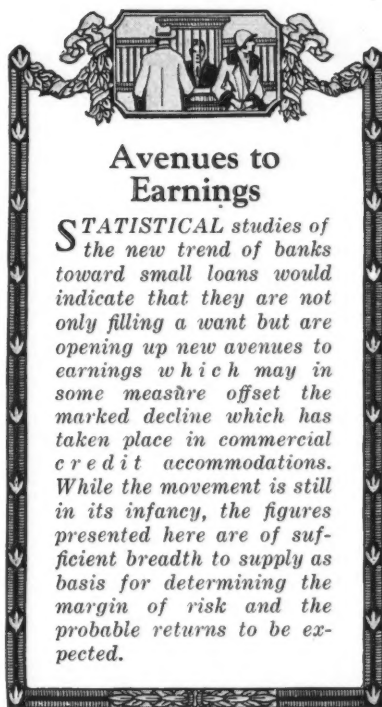 Avenues to
Earnings
STATISTICAL studies of
the new trend of banks
toward small loans would
indicate that they are not
only filling a want but are
opening up new avenues to
earnings which may in
some measure offset the
marked decline which has
taken place in commercial
credit accommodations.
While the movement is still
in its infancy, the figures
presented here are of suf-
ficient breadth to supply as
basis for determining the
margin of risk and the
probable returns to be ex-
pected.